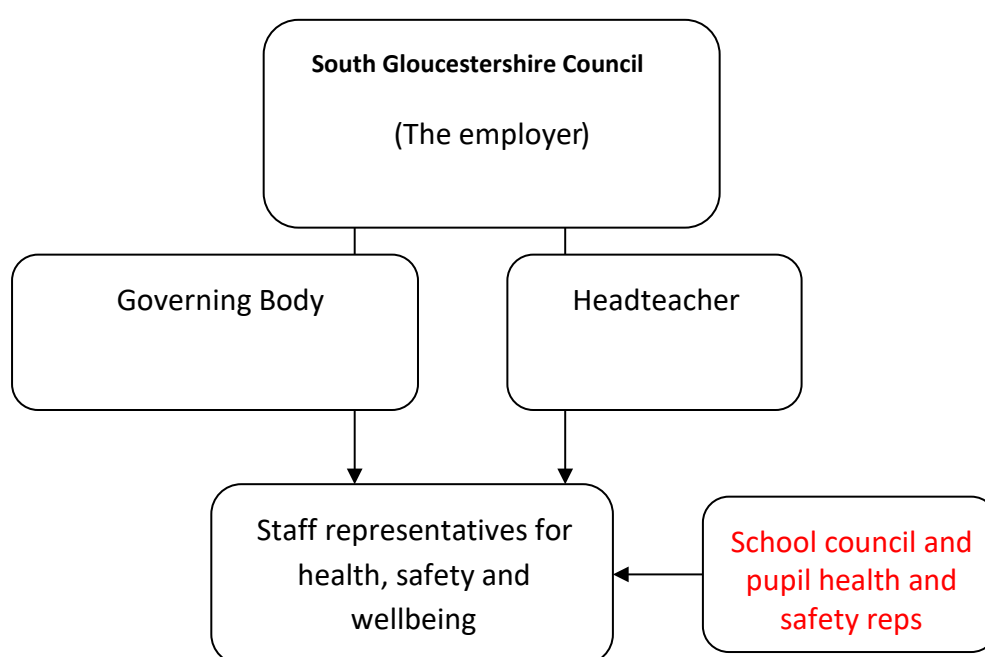 South Gloucestershire Council
(The employer)
Governing Body
Headteacher
Staff representatives for
health, safety and
wellbeing
School council and
pupil health and
safety reps